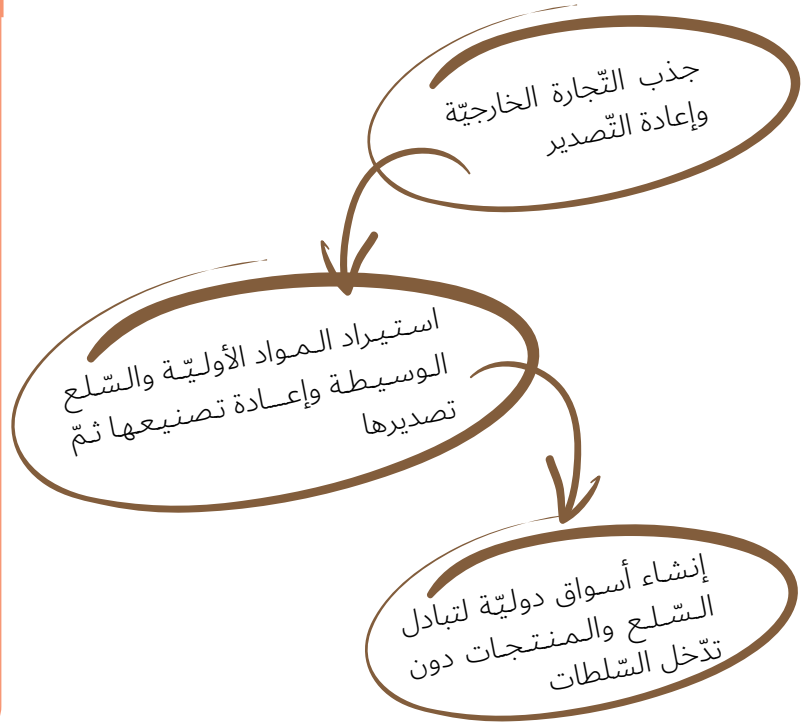 جذب التّجارة الخارجيّة
وإعادة التّصدير
استيراد المواد الأوليّة والسّلع
الوسيطة وإعادة تصنيعها ثمّ
تصديرها
إنشاء أسواق دوليّة لتبادل
السّلع والمنتجات دون
تدّخل السّلطات